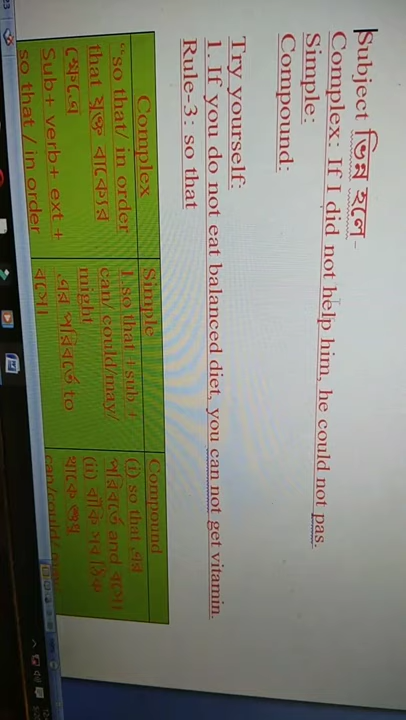 Subject ভিন্ন হলে-
Complex: If I did not help him, he could not pas.
Simple:
Compound:
Try yourself:
1. If you do not eat balanced diet, you can not get vitamin.
Rule-3: so that
Complex
“so that/ in order
that যুক্ত বাক্যের
ক্ষেত্রে
Sub+ verb+ ext +
so that / in order
Simple
1.so that +sub +
can/ could/may/
might
এর পরিবর্তে to
বসে।
Compound
(i) so that এর
পরিবর্তে and বসে।
(ii) বাকি সব ঠিক
থাকে শুধু
can/could/